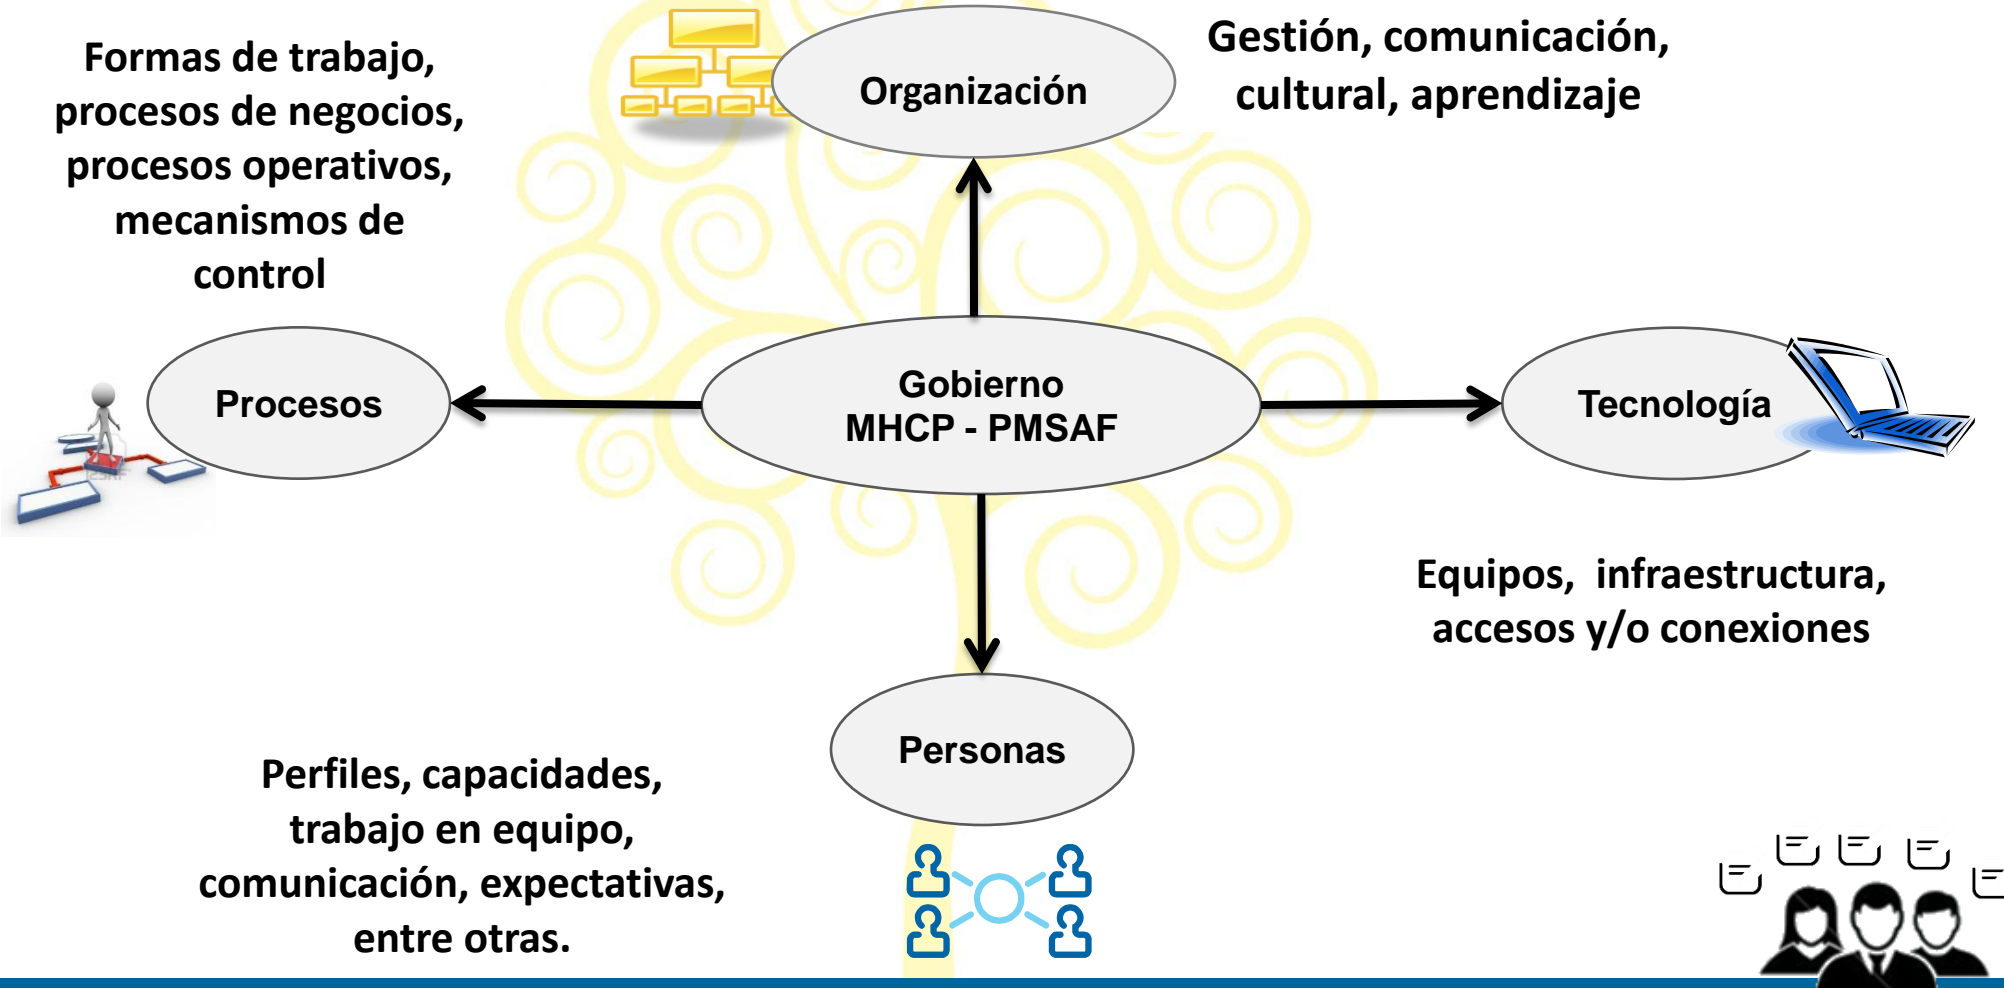 Formas de trabajo,
procesos de negocios,
procesos operativos,
mecanismos de
control
Organización
Gestión, comunicación,
cultural, aprendizaje
Procesos
Gobierno
MHCP - PMSAF
Tecnología
Equipos, infraestructura,
accesos y/o conexiones
Personas
Perfiles, capacidades,
trabajo en equipo,
comunicación, expectativas,
entre otras.